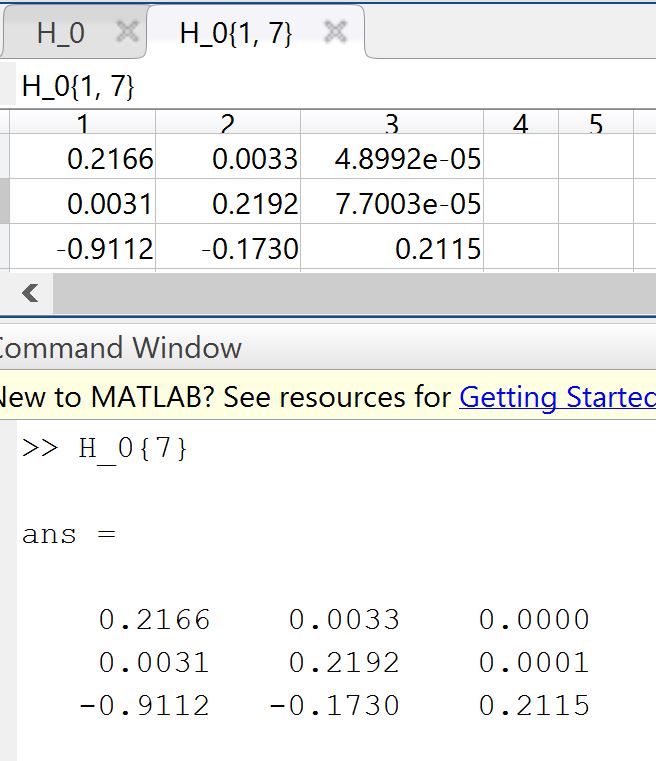 H_0 H_0{1, 7}
H_0{1, 7}
1 2 3 4 5
0.2166 0.0033 4.8992e-05
0.0031 0.2192 7.7003e-05
-0.9112 -0.1730 0.2115
Command Window
New to MATLAB? See resources for Getting Started
>> H_0{7}
ans =
0.2166 0.0033 0.0000
0.0031 0.2192 0.0001
-0.9112 -0.1730 0.2115